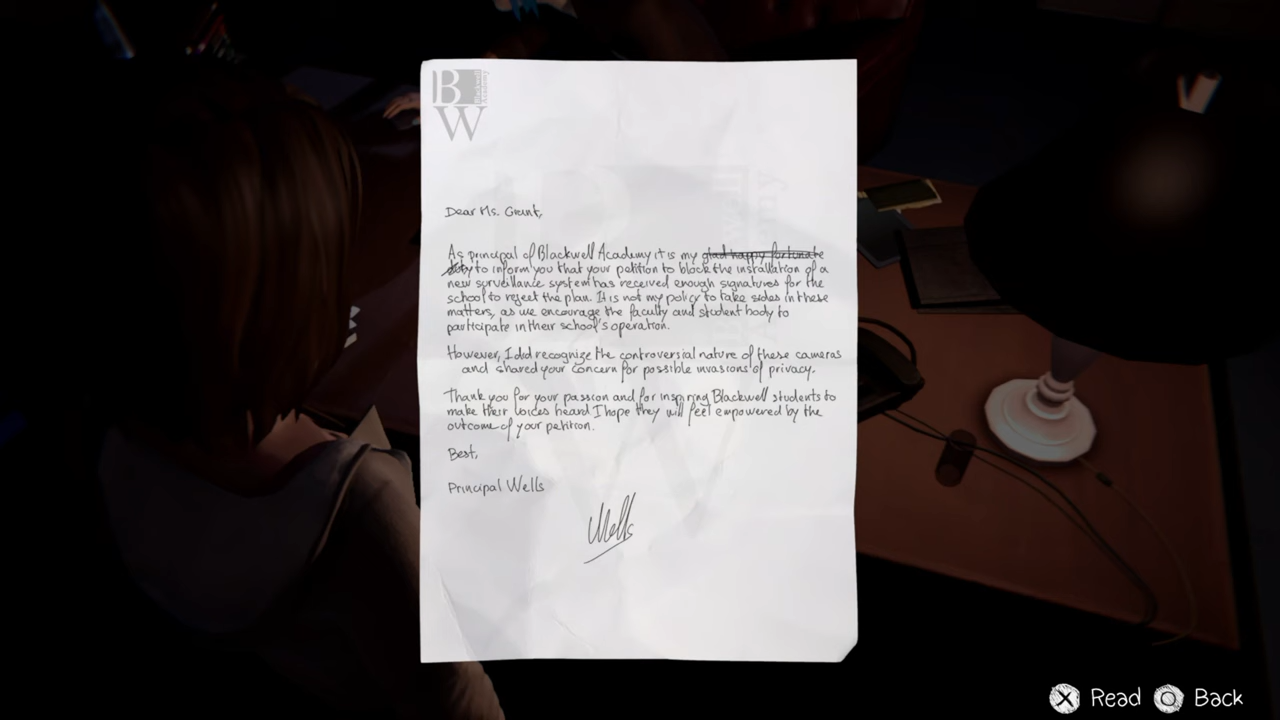 B
Blackwell
Academy
W
Dear Ms. Grant,
As principal of Blackwell Academy it is my glad happy fortunate
duty to inform you that your petition to block the installation of a
new surveillance system has received enough signatures for the
school to reject the plan. It is not my policy to take sides in these
matters, as we encourage the faculty and student body to
participate in their school's operation.
However, I did recognize the controversial nature of these cameras
and shared your concern for possible invasions of privacy.
Thank you for your passion and for inspiring Blackwell students to
make their voices heard I hope they will feel empowered by the
outcome of your petition.
Best,
Principal Wells
Wells
X Read O Back